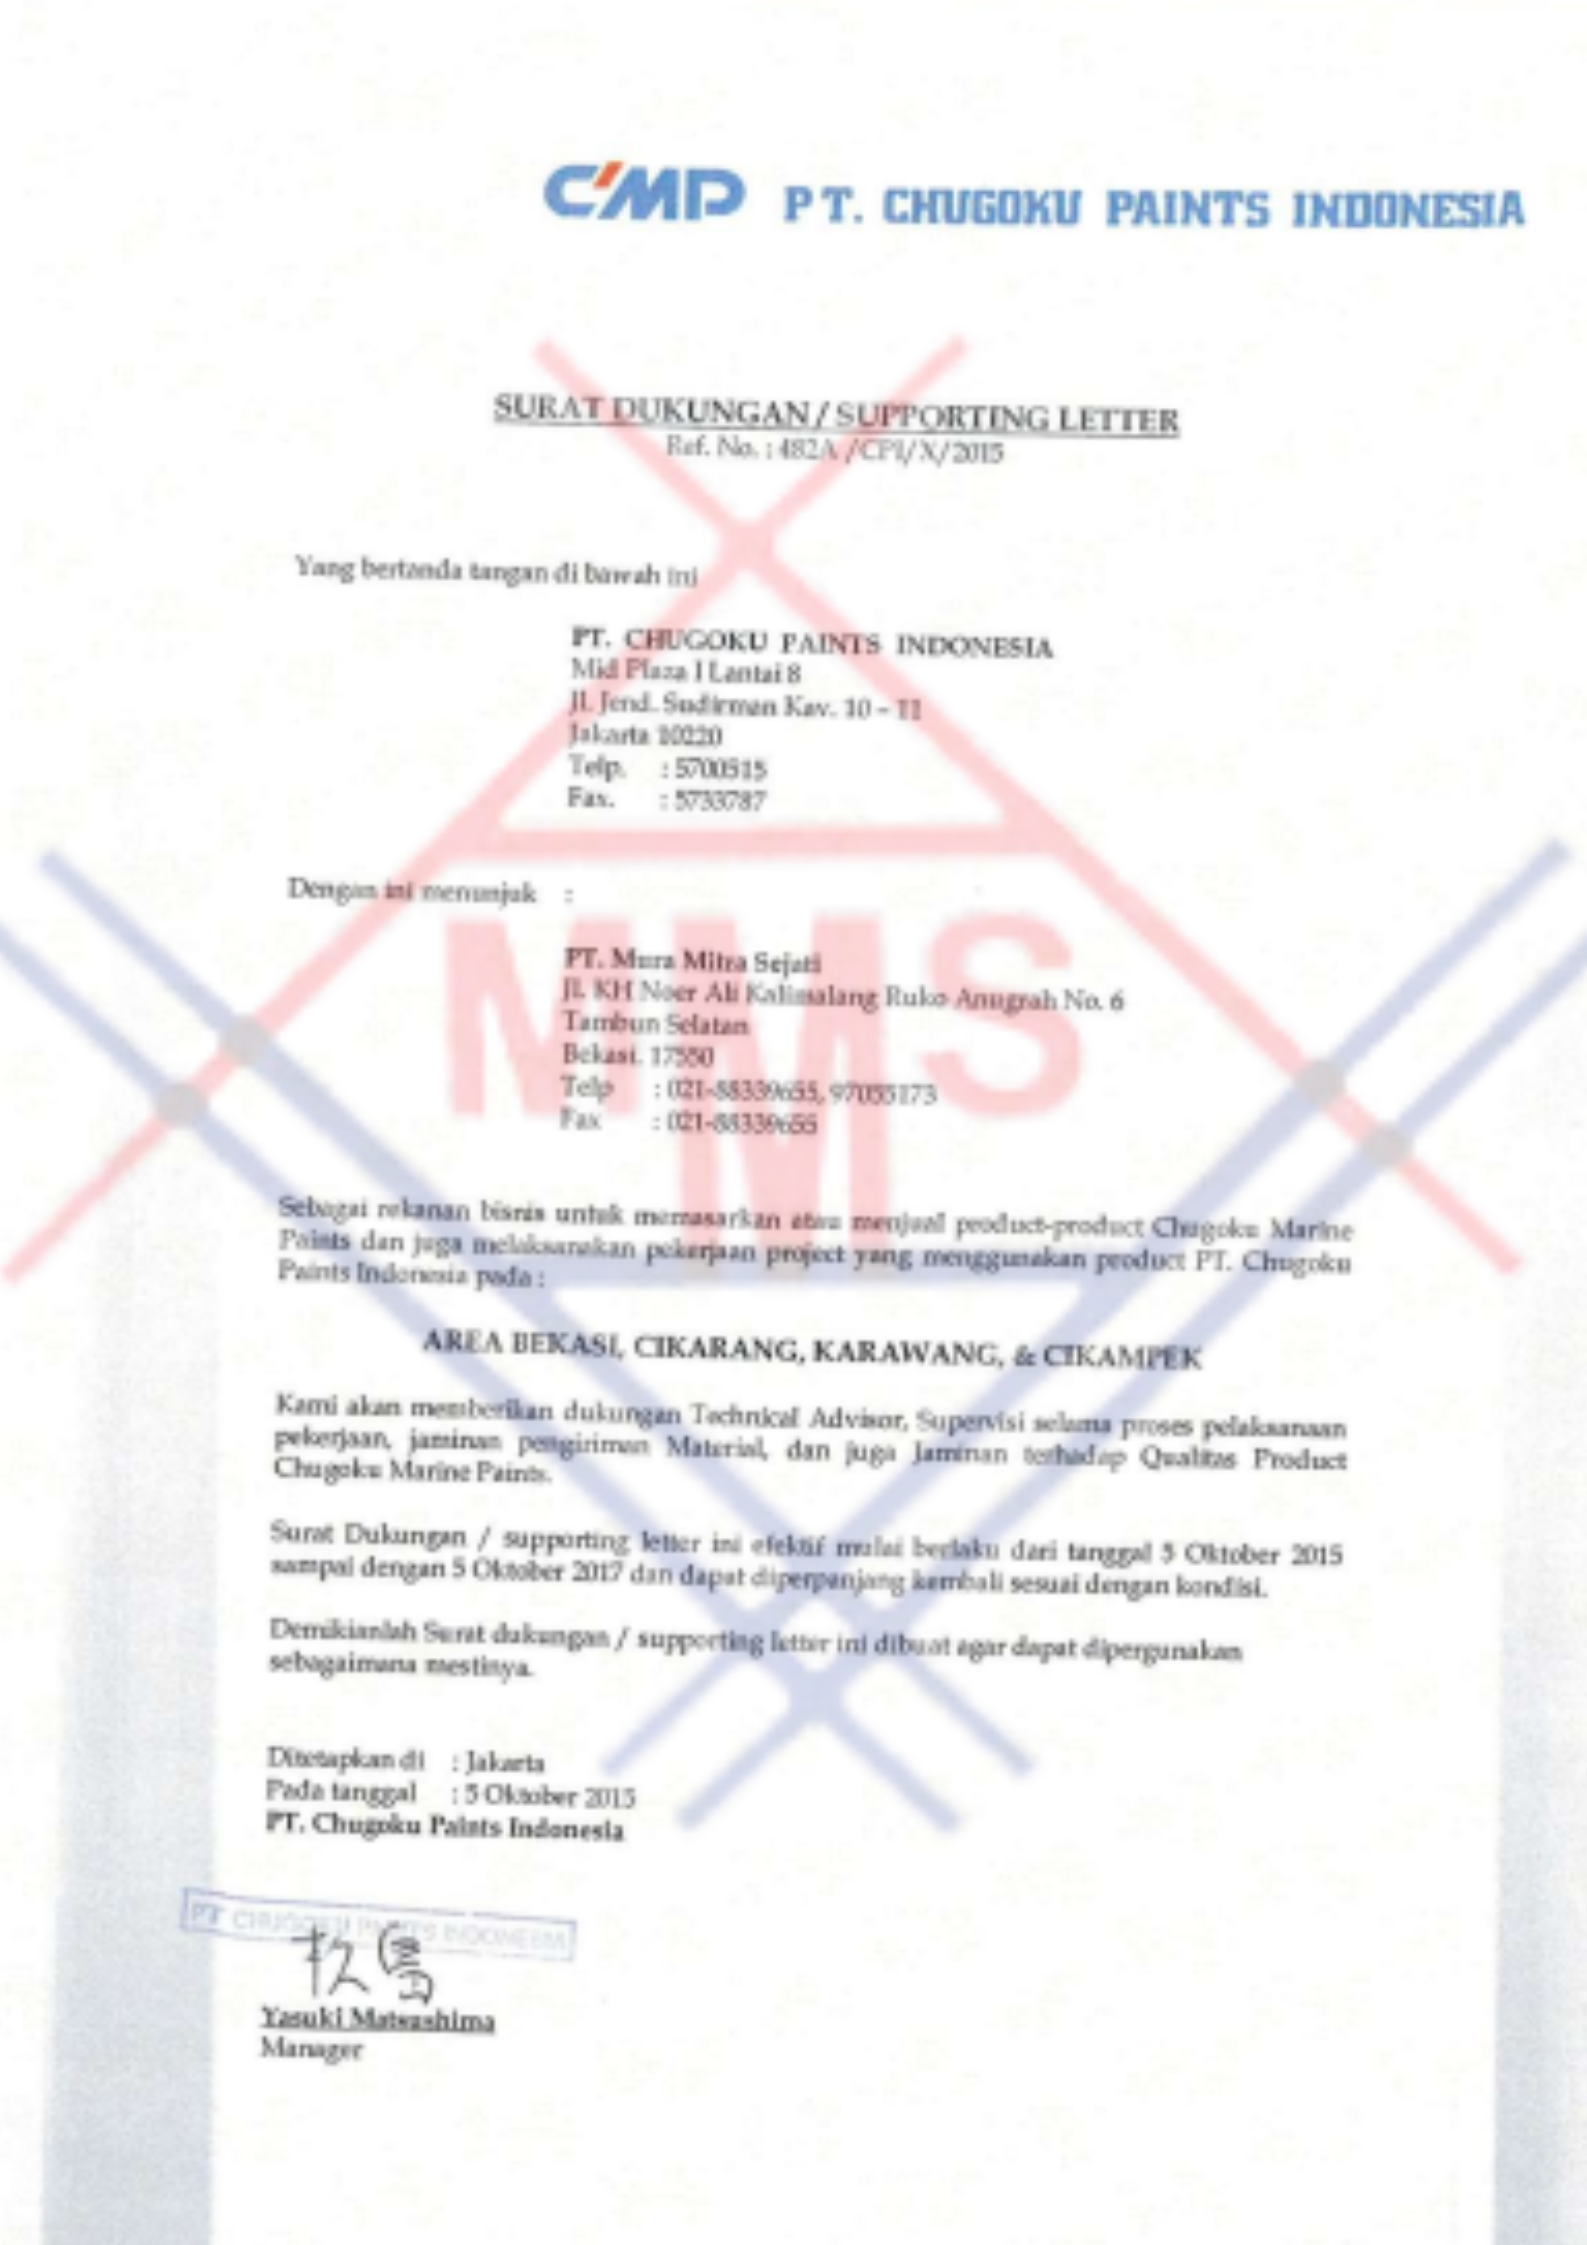 CMP PT. CHUGOKU PAINTS INDONESIA
SURAT DUKUNGAN / SUPPORTING LETTER
Ref. No. : 482A /CPI/X/2015
Yang bertanda tangan di bawah ini
PT. CHUGOKU PAINTS INDONESIA
Mid Plaza I Lantai 8
Jl. Jend. Sudirman Kav. 10 - 11
Jakarta 10220
Telp. : 5700515
Fax. : 5733787
Dengan ini menunjuk :
MMS
M
PT. Mura Mitra Sejati
Jl. KH Noer Ali Kalimalang Ruko Anugrah No. 6
Tambun Selatan
Bekasi. 17550
Telp : 021-88339655, 97055173
Fax : 021-88339655
Sebagai rekanan bisnis untuk memasarkan atau menjual product-product Chugoku Marine
Paints dan juga melaksanakan pekerjaan project yang menggunakan product PT. Chugoku
Paints Indonesia pada :
AREA BEKASI, CIKARANG, KARAWANG, & CIKAMPEK
Kami akan memberikan dukungan Technical Advisor, Supervisi selama proses pelaksanaan
pekerjaan, jaminan pengiriman Material, dan juga Jaminan terhadap Qualitas Product
Chugoku Marine Paints.
Surat Dukungan / supporting letter ini efektif mulai berlaku dari tanggal 5 Oktober 2015
sampai dengan 5 Oktober 2017 dan dapat diperpanjang kembali sesuai dengan kondisi.
Demikianlah Surat dukungan / supporting letter ini dibuat agar dapat dipergunakan
sebagaimana mestinya.
Ditetapkan di : Jakarta
Pada tanggal : 5 Oktober 2015
PT. Chugoku Paints Indonesia
PT CHUGOKU PAINTS INDONESIA
Yasuki Matsushima
Manager